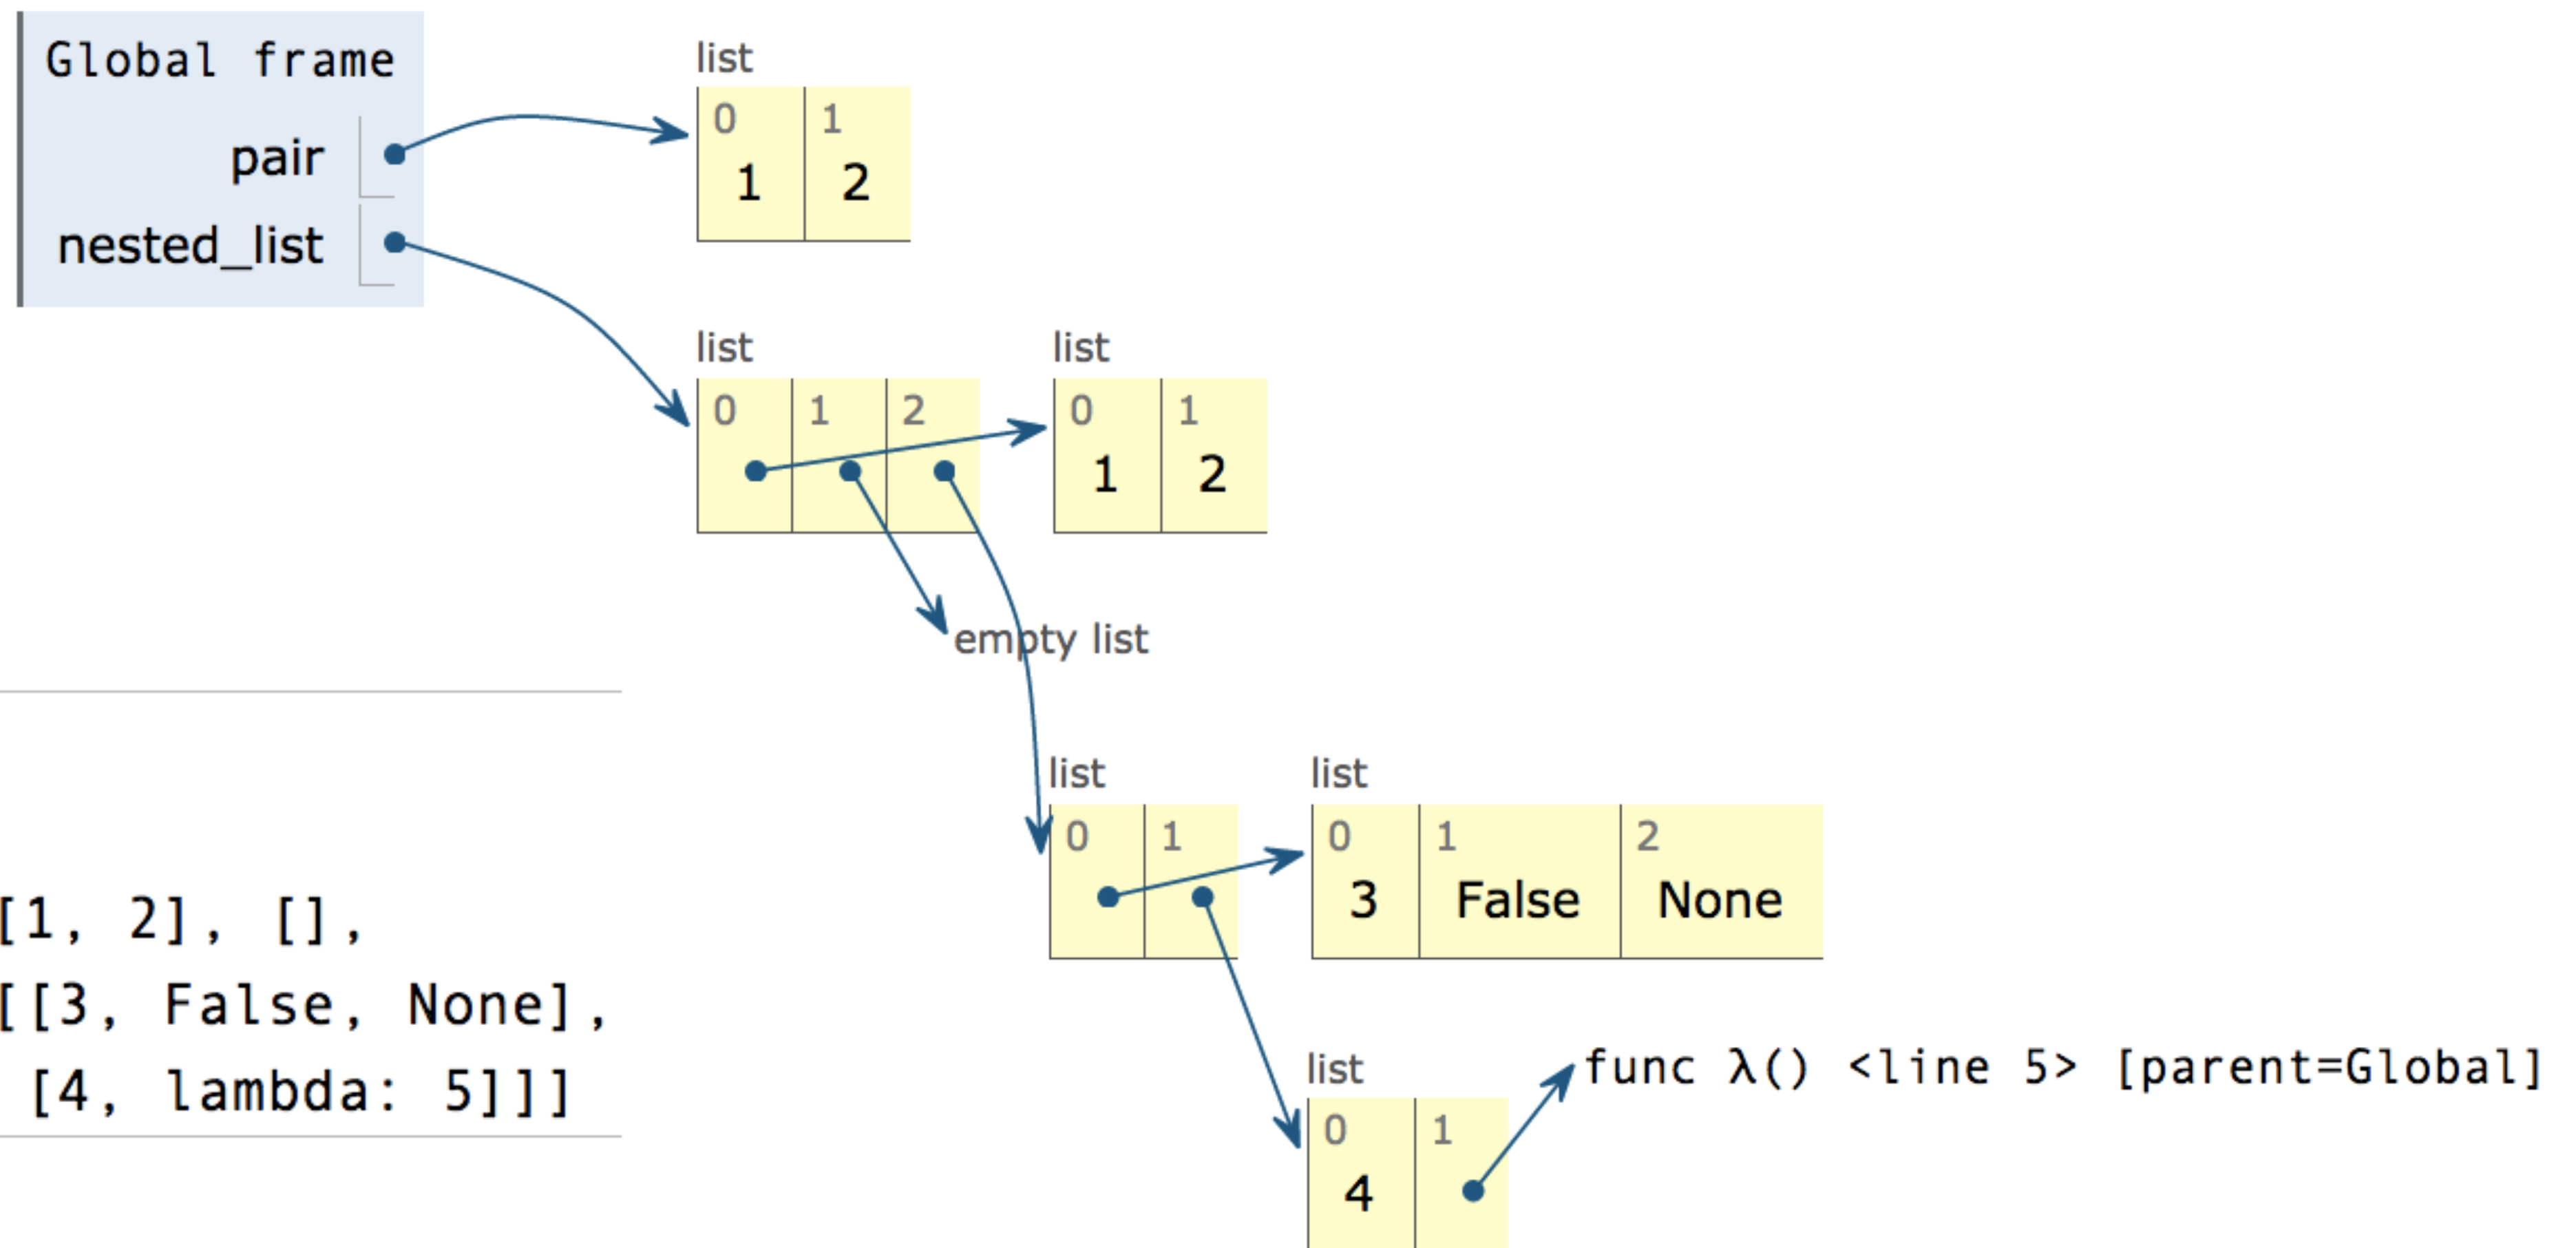 Global frame
pair
nested_list
list
0 1
1 2
list
0 1 2
list
0 1
1 2
empty list
list
0 1
list
0 1 2
3 False None
list
0 1
4
func λ() <line 5> [parent=Global]
[1, 2], [],
[[3, False, None],
[4, lambda: 5]]]